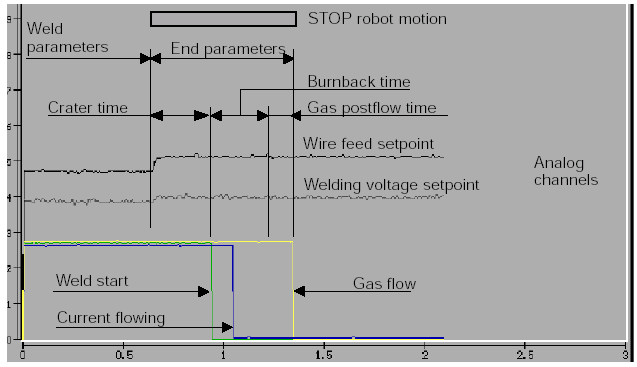 STOP robot motion
Weld
parameters
End parameters
Burnback time
Crater time
Gas postflow time
Wire feed setpoint
Welding voltage setpoint
Analog
channels
Weld start
Gas flow
Current flowing
9
8
7
6
5
4
3
2
1
0
0 0.5 1 1.5 2 2.5 3